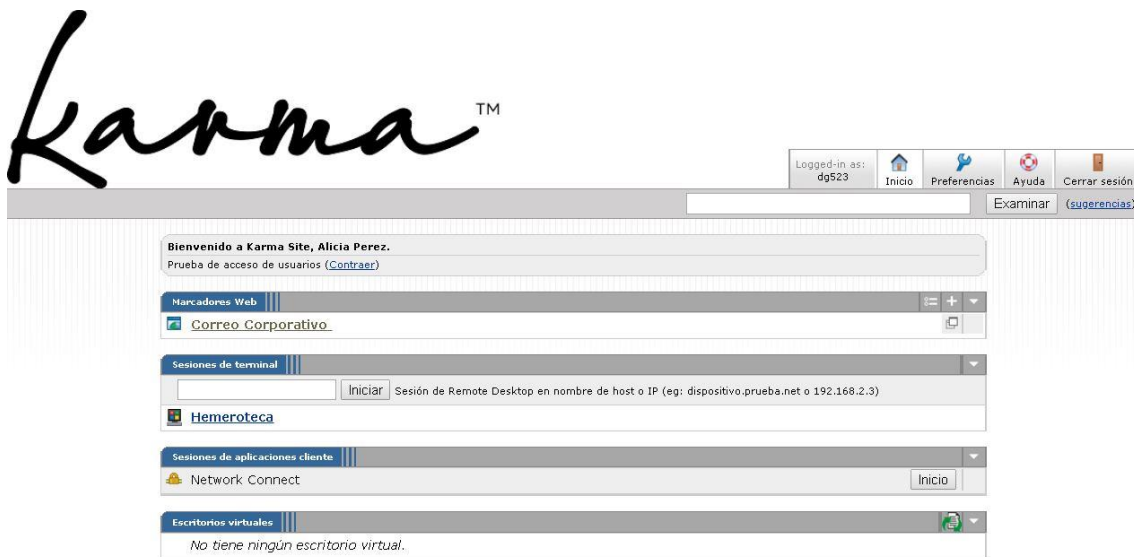 karma™
Logged-in as:
dg523
Inicio
Preferencias
Ayuda
Cerrar sesión
Examinar
(sugerencias)
Bienvenido a Karma Site, Alicia Perez.
Prueba de acceso de usuarios (Contraer)
Marcadores Web
Correo Corporativo
Sesiones de terminal
Iniciar Sesión de Remote Desktop en nombre de host o IP (eg: dispositivo.prueba.net o 192.168.2.3)
Hemeroteca
Sesiones de aplicaciones cliente
Network Connect Inicio
Escritorios virtuales
No tiene ningún escritorio virtual.